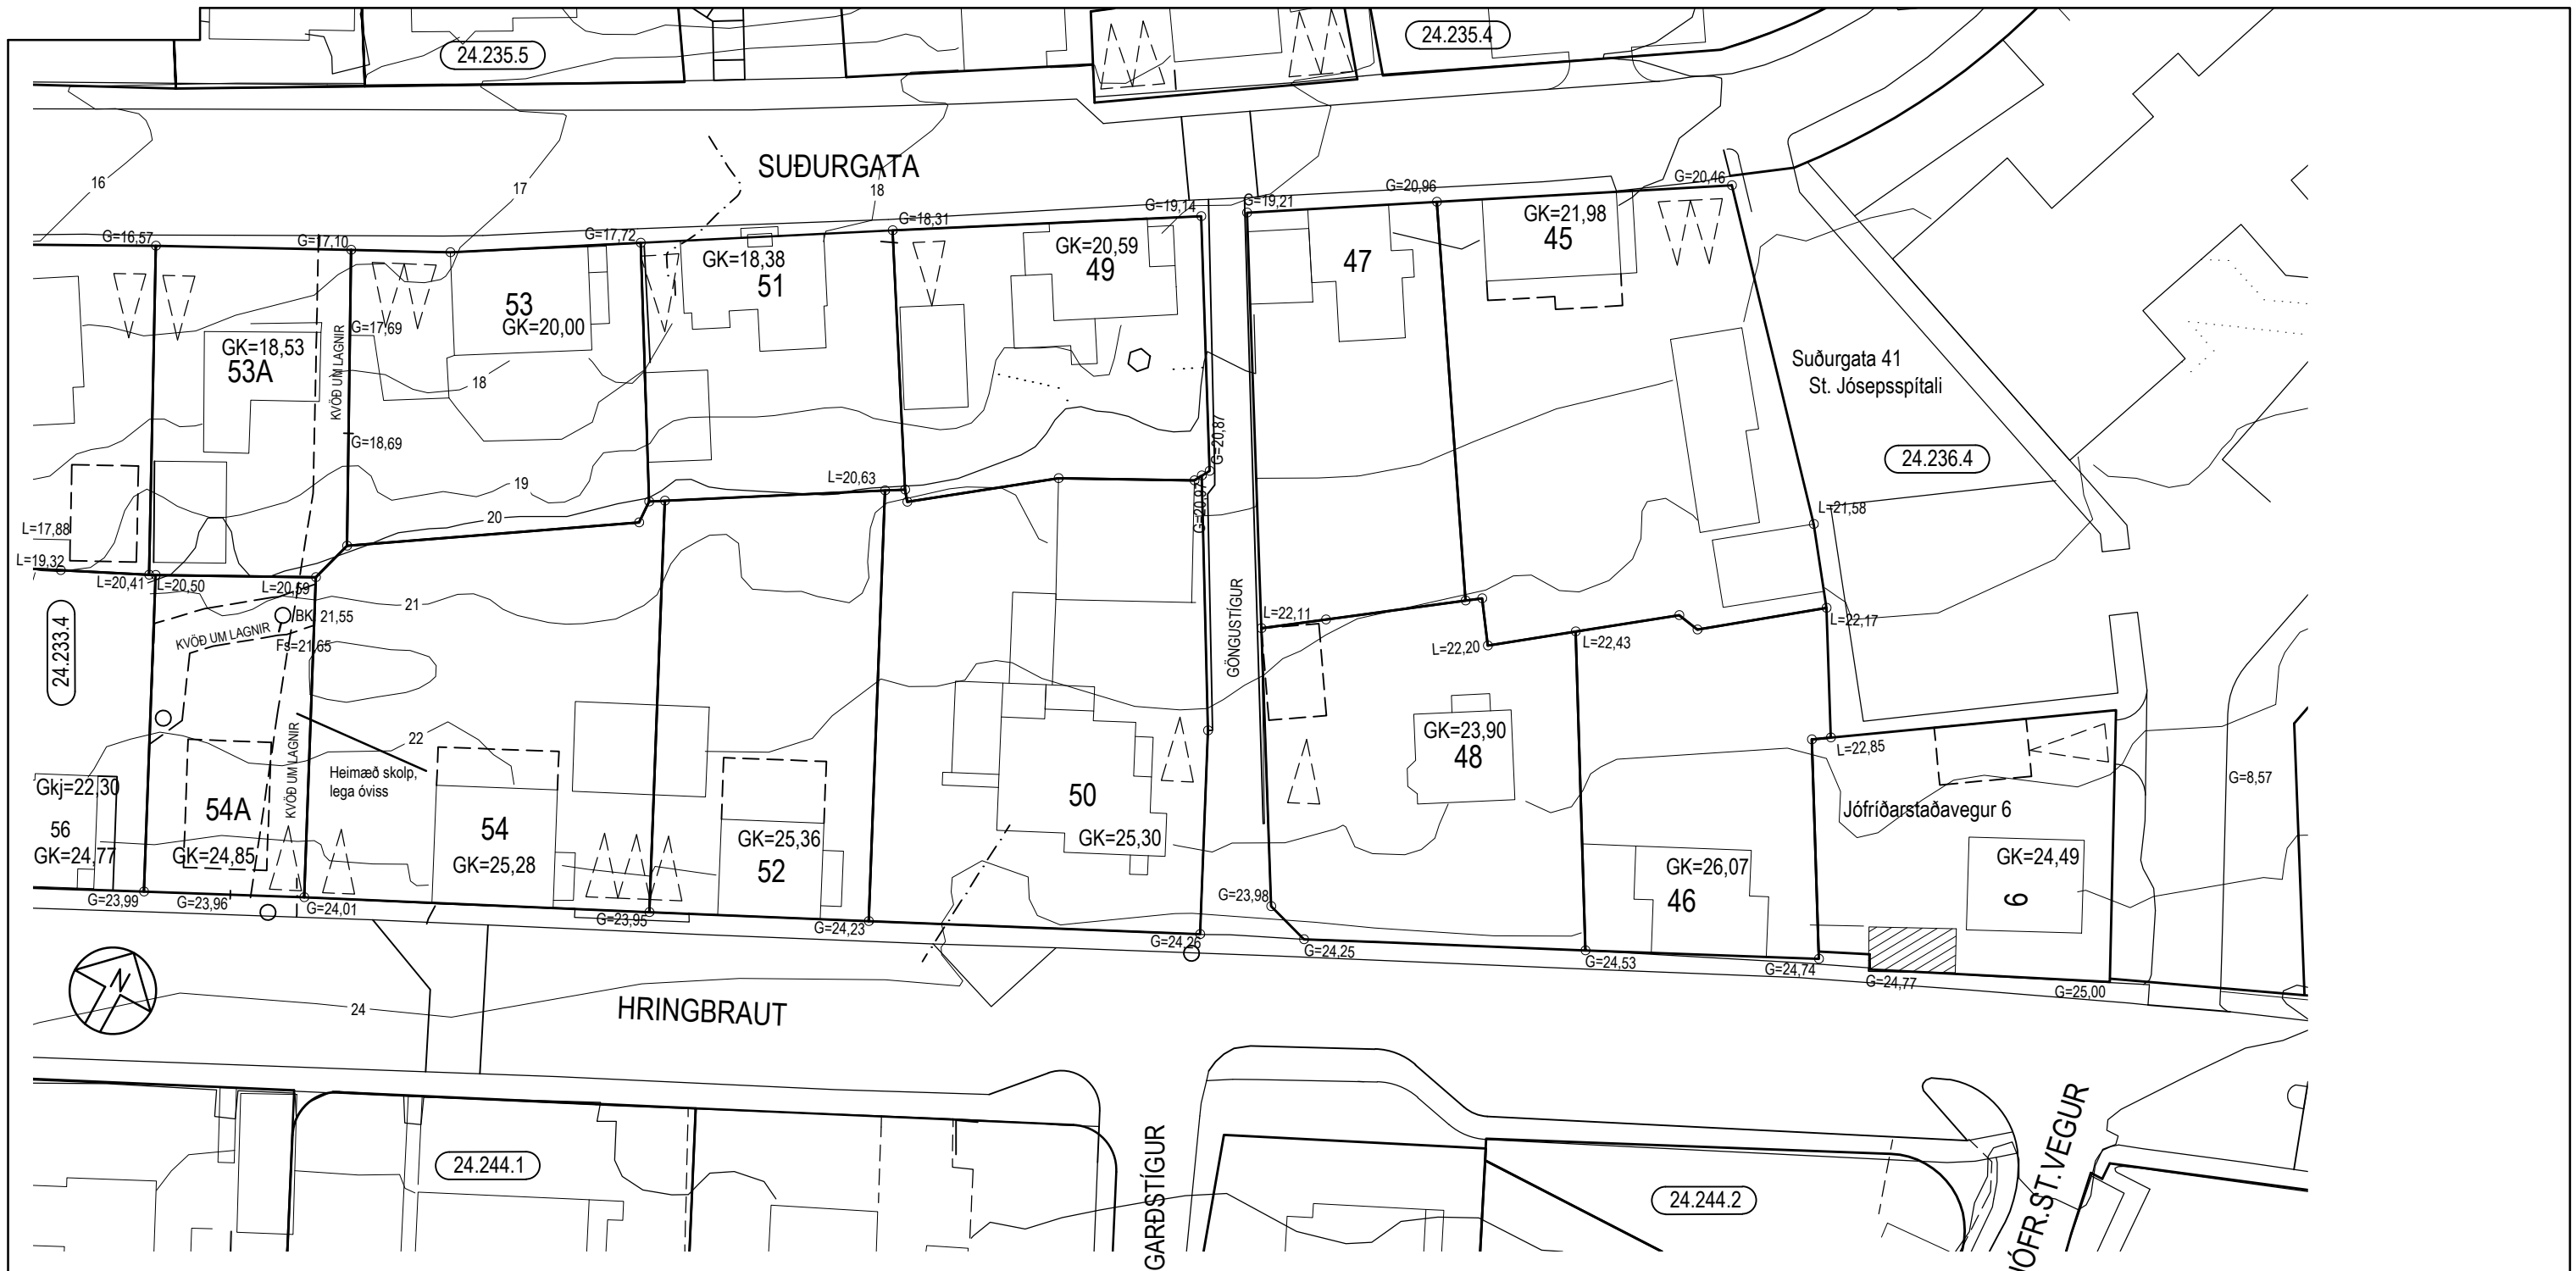 24.235.5
24.235.4
SUÐURGATA
16
17
18
G=16,57
G=17,10
G=17,72
G=18,31
G=19,14
G=19,21
G=20,96
G=20,46
GK=18,38
51
GK=20,59
49
47
GK=21,98
45
53
GK=20,00
GK=18,53
53A
KVÖÐ UM LAGNIR
G=17,69
18
G=18,69
Suðurgata 41
St. Jósepsspítali
24.236.4
G=20,87
G=20,97
L=20,63
19
20
L=21,58
L=17,88
L=19,32
L=20,41
L=20,50
L=20,59
21
BK 21,55
KVÖÐ UM LAGNIR
Fs=21,65
24.233.4
GÖNGUSTÍGUR
L=22,11
L=22,20
L=22,43
L=22,17
L=22,85
22
KVÖÐ UM LAGNIR
Heimæð skolp,
lega óviss
GK=23,90
48
G=8,57
Gkj=22,30
56
GK=24,77
54A
GK=24,85
54
GK=25,28
GK=25,36
52
50
GK=25,30
Jófríðarstaðavegur 6
GK=26,07
46
GK=24,49
6
G=23,99
G=23,96
G=24,01
G=23,95
G=24,23
G=24,26
G=23,98
G=24,25
G=24,53
G=24,74
G=24,77
G=25,00
N
24
HRINGBRAUT
24.244.1
GARÐSTÍGUR
24.244.2
JÓFR.ST.VEGUR